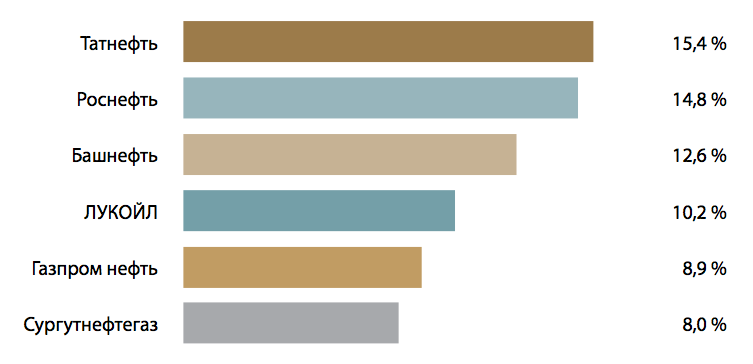 Татнефть 15,4 %
Роснефть 14,8 %
Башнефть 12,6 %
ЛУКОЙЛ 10,2 %
Газпром нефть 8,9 %
Сургутнефтегаз 8,0 %